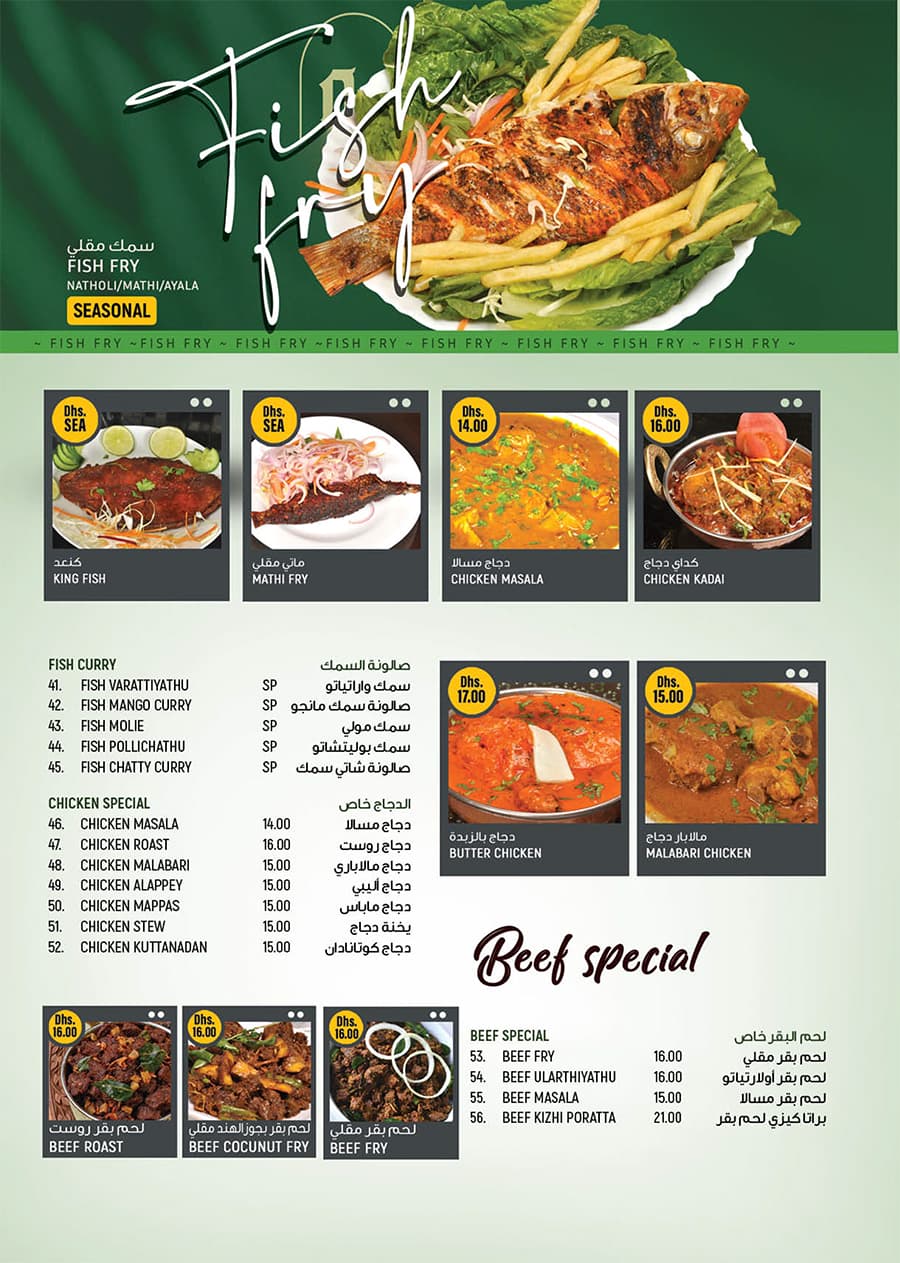 Fish
fry
سمك مقلي
FISH FRY
NATHOLI/MATHI/AYALA
SEASONAL
~ FISH FRY ~FISH FRY ~ FISH FRY ~FISH FRY ~ FISH FRY ~ FISH FRY ~ FISH FRY ~ FISH FRY ~
Dhs.
SEA
كنعد
KING FISH
Dhs.
SEA
ماتي مقلي
MATHI FRY
Dhs.
14.00
دجاج مسالا
CHICKEN MASALA
Dhs.
16.00
كداي دجاج
CHICKEN KADAI
FISH CURRY صالونة السمك
41. FISH VARATTIYATHU SP سمك واراتياتو
42. FISH MANGO CURRY SP صالونة سمك مانجو
43. FISH MOLIE SP سمك مولي
44. FISH POLLICHATHU SP سمك بوليتشاتو
45. FISH CHATTY CURRY SP صالونة شاتي سمك
CHICKEN SPECIAL الدجاج خاص
46. CHICKEN MASALA 14.00 دجاج مسالا
47. CHICKEN ROAST 16.00 دجاج روست
48. CHICKEN MALABARI 15.00 دجاج مالاباري
49. CHICKEN ALAPPEY 15.00 دجاج أليبي
50. CHICKEN MAPPAS 15.00 دجاج ماباس
51. CHICKEN STEW 15.00 يخنة دجاج
52. CHICKEN KUTTANADAN 15.00 دجاج كوتانادان
Dhs.
17.00
دجاج بالزبدة
BUTTER CHICKEN
Dhs.
15.00
مالابار دجاج
MALABARI CHICKEN
Beef special
Dhs.
16.00
لحم بقر روست
BEEF ROAST
Dhs.
16.00
لحم بقر بجوز الهند مقلي
BEEF COCUNUT FRY
Dhs.
16.00
لحم بقر مقلي
BEEF FRY
BEEF SPECIAL لحم البقر خاص
53. BEEF FRY 16.00 لحم بقر مقلي
54. BEEF ULARTHIYATHU 16.00 لحم بقر أولارتياتو
55. BEEF MASALA 15.00 لحم بقر مسالا
56. BEEF KIZHI PORATTA 21.00 براتا كيزي لحم بقر